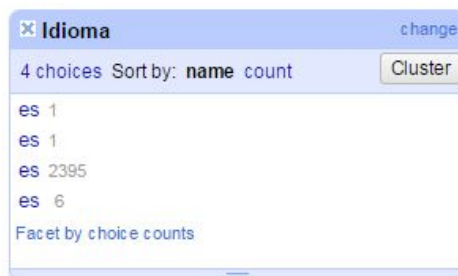 Idioma change
4 choices Sort by: name count Cluster
es 1
es 1
es 2395
es 6
Facet by choice counts